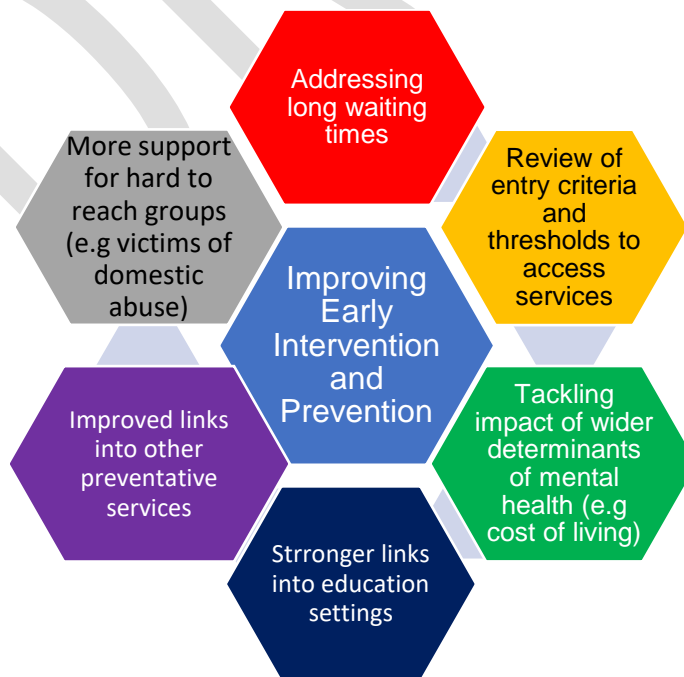 Addressing
long waiting
times
More support
for hard to
reach groups
(e.g victims of
domestic
abuse)
Review of
entry criteria
and
thresholds to
access
services
Improving
Early
Intervention
and
Prevention
Improved links
into other
preventative
services
Tackling
impact of wider
determinants
of mental
health (e.g
cost of living)
Strronger links
into education
settings